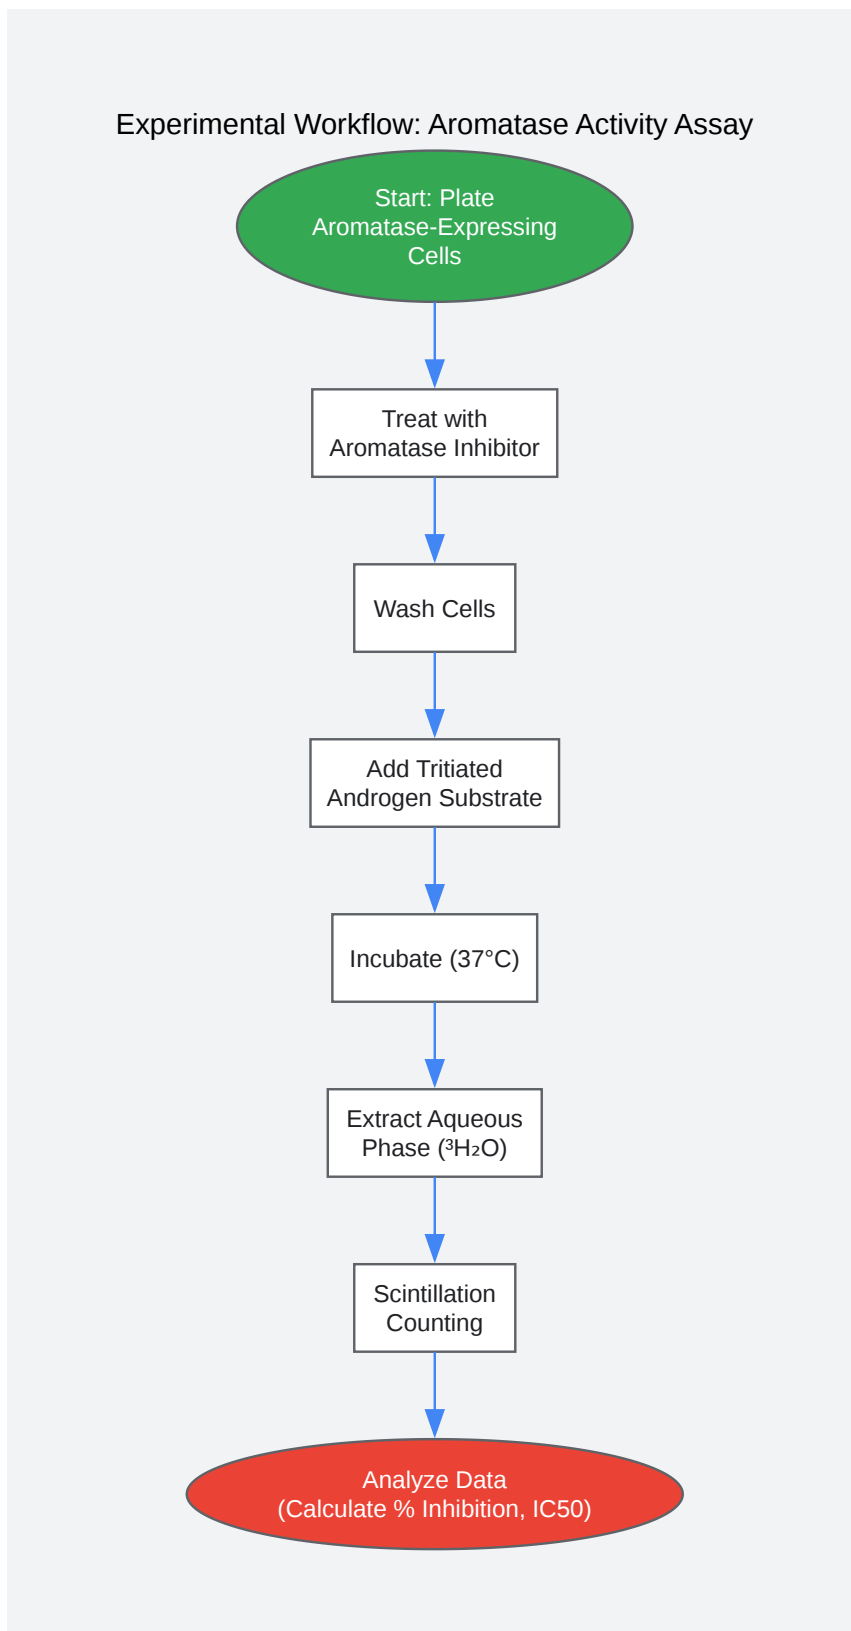 Experimental Workflow: Aromatase Activity Assay
Start: Plate
Aromatase-Expressing
Cells
Treat with
Aromatase Inhibitor
Wash Cells
Add Tritiated
Androgen Substrate
Incubate (37°C)
Extract Aqueous
Phase (³H₂O)
Scintillation
Counting
Analyze Data
(Calculate % Inhibition, IC50)